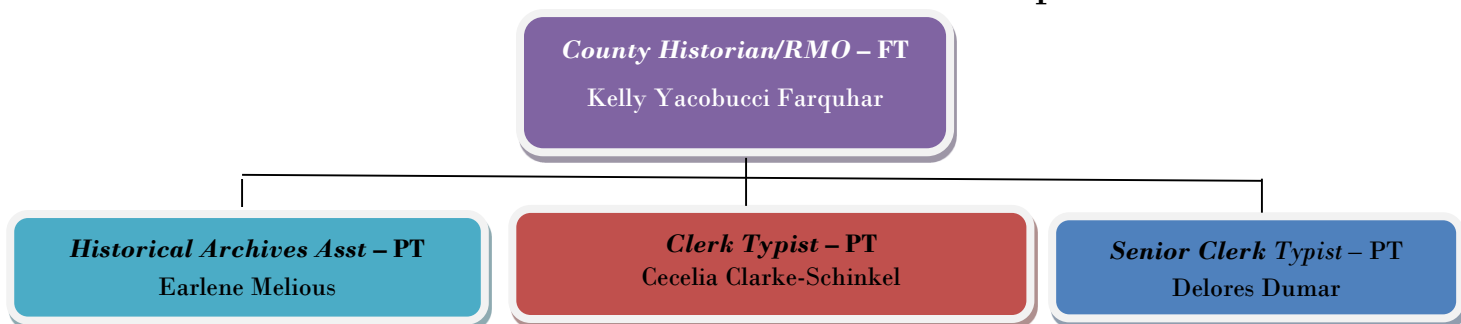 County Historian/RMO – FT
Kelly Yacobucci Farquhar
Historical Archives Asst – PT
Earlene Melious
Clerk Typist – PT
Cecelia Clarke-Schinkel
Senior Clerk Typist – PT
Delores Dumar